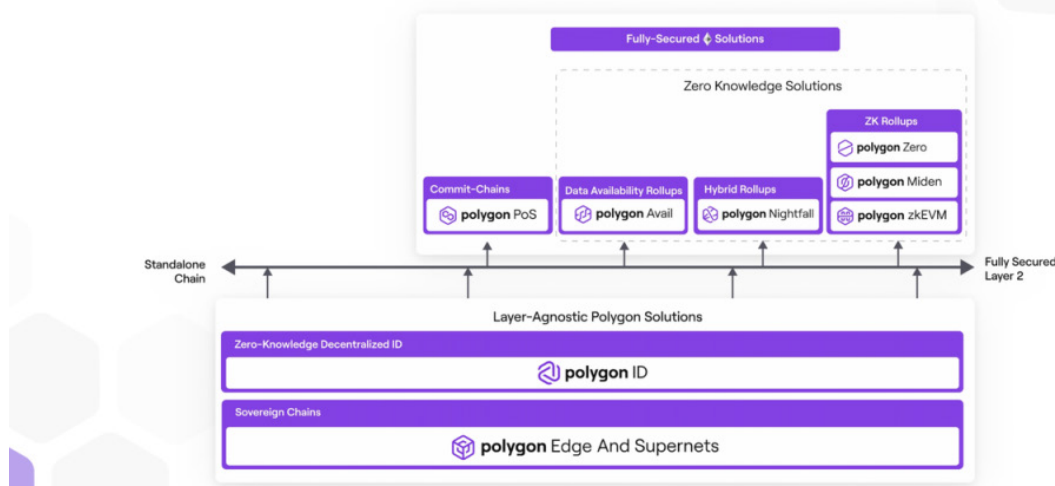 Fully-Secured Solutions
Zero Knowledge Solutions
ZK Rollups
polygon Zero
polygon Miden
polygon zkEVM
Commit-Chains
polygon PoS
Data Availability Rollups
polygon Avail
Hybrid Rollups
polygon Nightfall
Standalone
Chain
Fully Secured
Layer 2
Layer-Agnostic Polygon Solutions
Zero-Knowledge Decentralized ID
polygon ID
Sovereign Chains
polygon Edge And Supernets